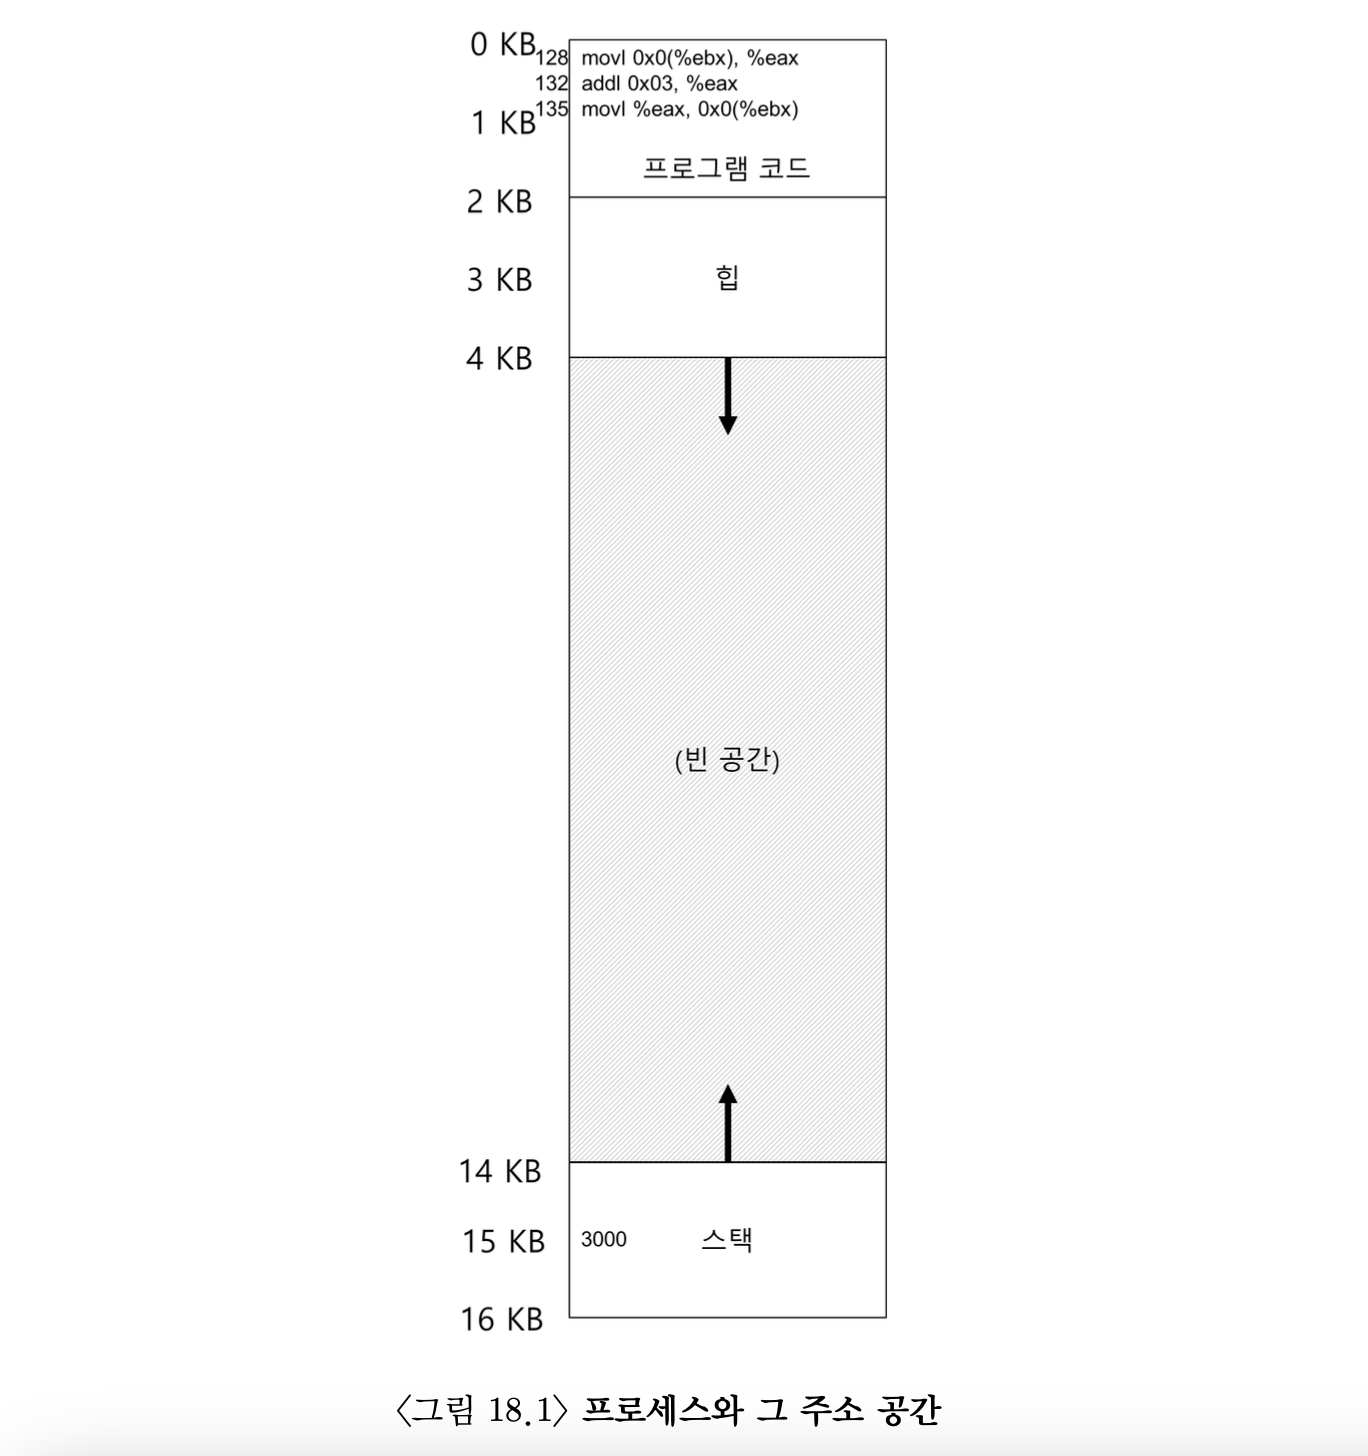 0 KB
128 movl 0x0(%ebx), %eax
132 addl 0x03, %eax
135 movl %eax, 0x0(%ebx)
1 KB
프로그램 코드
2 KB
3 KB 힙
4 KB
(빈 공간)
14 KB
15 KB 3000 스택
16 KB
〈그림 18.1〉 프로세스와 그 주소 공간